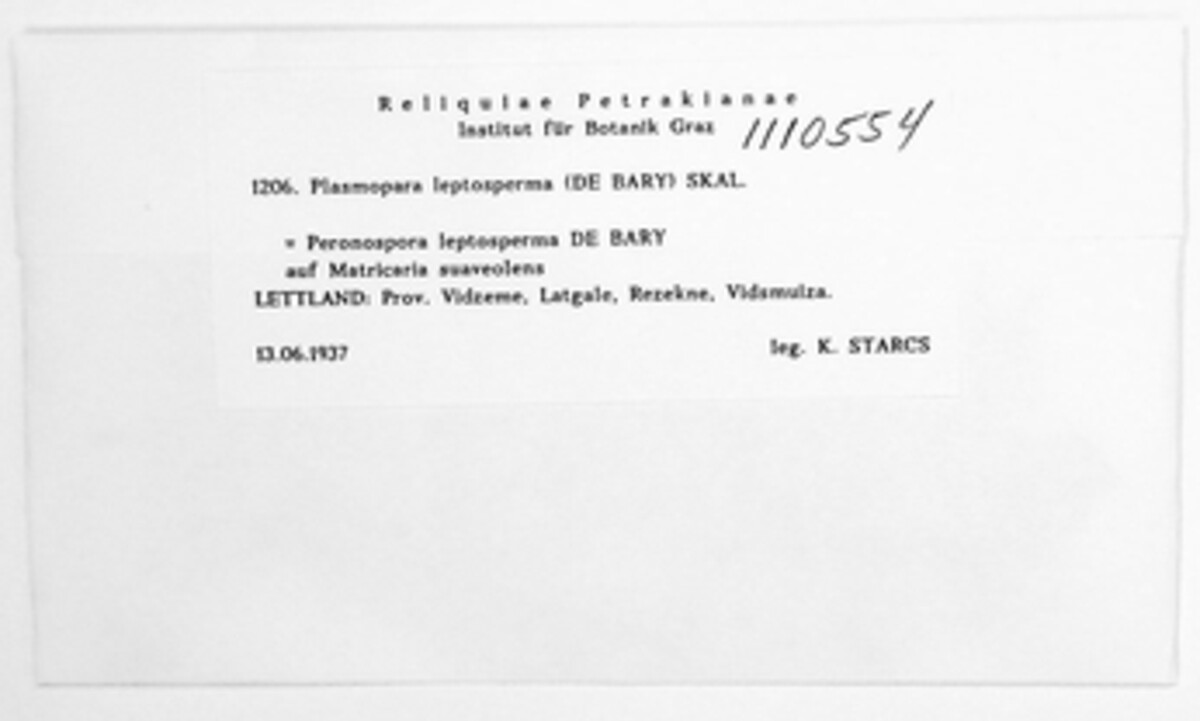 Reliquiae Petrakianae
Institut für Botanik Graz 1110554
1206. Plasmopara leptosperma (DE BARY) SKAL.
= Peronospora leptosperma DE BARY
auf Matricaria suaveolens
LETTLAND: Prov. Vidzeme, Latgale, Rezekne, Vidsmuiza.
13.06.1937 leg. K. STARCS